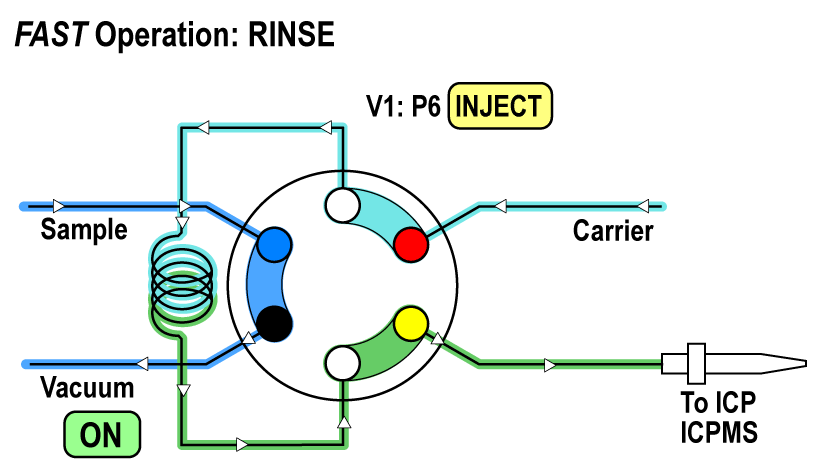 FAST Operation: RINSE
V1: P6 INJECT
Sample
Carrier
Vacuum
ON
To ICP
ICPMS